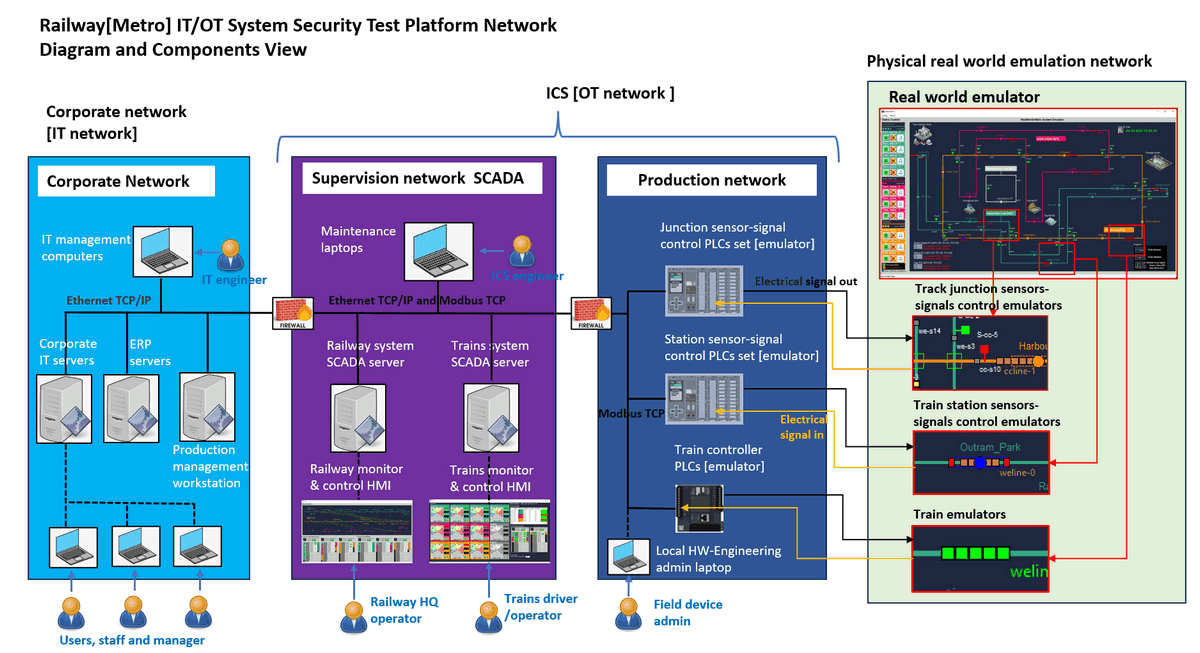 Railway[Metro] IT/OT System Security Test Platform Network
Diagram and Components View
Physical real world emulation network
ICS [OT network ]
Corporate network
[IT network]
Real world emulator
Corporate Network
Supervision network SCADA
Production network
IT management
computers
IT engineer
Ethernet TCP/IP
FIREWALL
Corporate
IT servers
ERP
servers
Production
management
workstation
Users, staff and manager
Maintenance
laptops
ICS engineer
Ethernet TCP/IP and Modbus TCP
FIREWALL
Railway system
SCADA server
Trains system
SCADA server
Railway monitor
& control HMI
Trains monitor
& control HMI
Railway HQ
operator
Trains driver
/operator
Junction sensor-signal
control PLCs set [emulator]
Electrical signal out
Station sensor-signal
control PLCs set [emulator]
Modbus TCP
Electrical
signal in
Train controller
PLCs [emulator]
Local HW-Engineering
admin laptop
Field device
admin
Track junction sensors-
signals control emulators
we-s14
S-cc-5
we-s3
Harbou
cc-s10
ccline-1
Train station sensors-
signals control emulators
Outram_Park
weline-0
Train emulators
welin